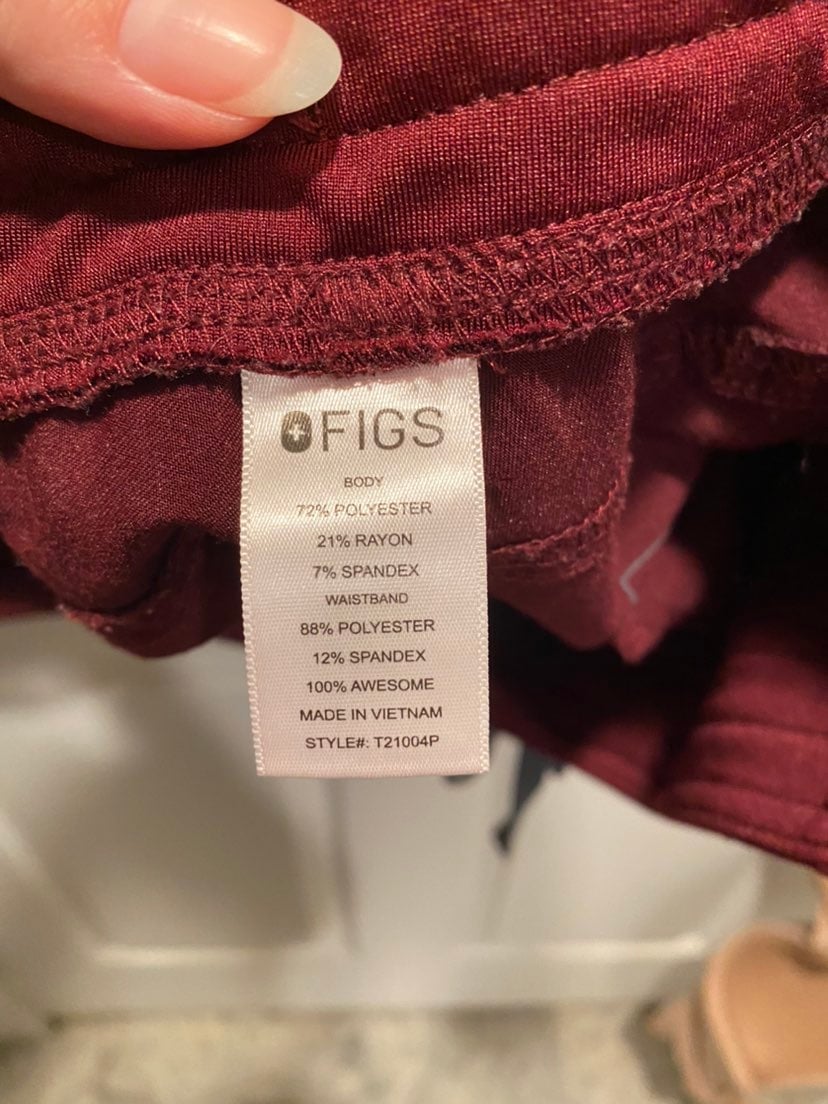 FIGS
BODY
72% POLYESTER
21% RAYON
7% SPANDEX
WAISTBAND
88% POLYESTER
12% SPANDEX
100% AWESOME
MADE IN VIETNAM
STYLE#: T21004P